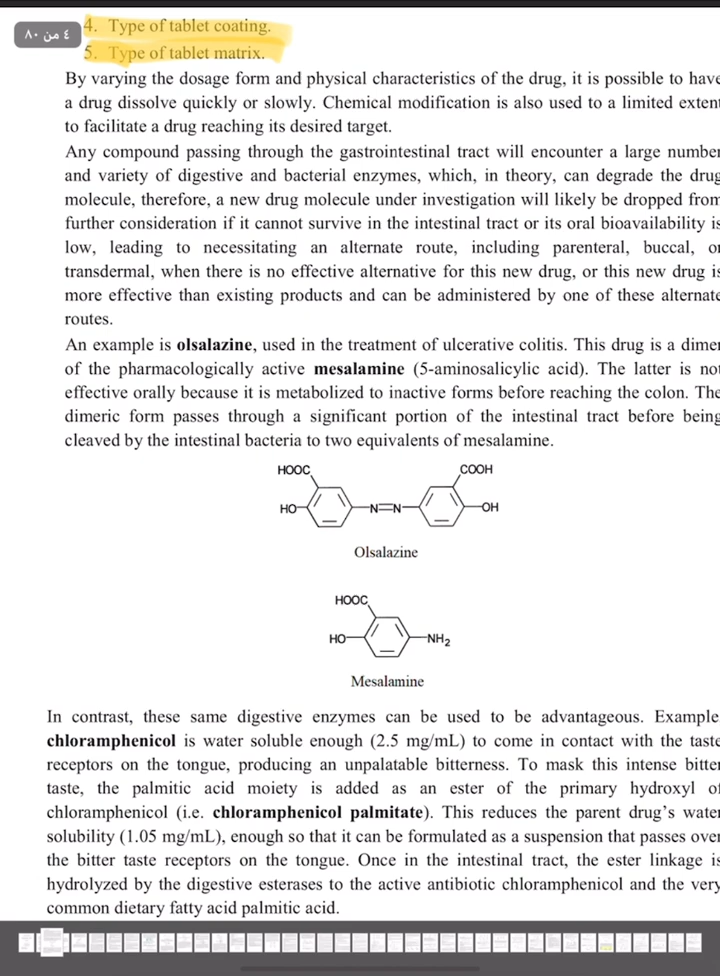 ٤ من ٨٠
4. Type of tablet coating.
5. Type of tablet matrix.
By varying the dosage form and physical characteristics of the drug, it is possible to have
a drug dissolve quickly or slowly. Chemical modification is also used to a limited extent
to facilitate a drug reaching its desired target.
Any compound passing through the gastrointestinal tract will encounter a large number
and variety of digestive and bacterial enzymes, which, in theory, can degrade the drug
molecule, therefore, a new drug molecule under investigation will likely be dropped from
further consideration if it cannot survive in the intestinal tract or its oral bioavailability is
low, leading to necessitating an alternate route, including parenteral, buccal, or
transdermal, when there is no effective alternative for this new drug, or this new drug is
more effective than existing products and can be administered by one of these alternate
routes.
An example is olsalazine, used in the treatment of ulcerative colitis. This drug is a dimer
of the pharmacologically active mesalamine (5-aminosalicylic acid). The latter is not
effective orally because it is metabolized to inactive forms before reaching the colon. The
dimeric form passes through a significant portion of the intestinal tract before being
cleaved by the intestinal bacteria to two equivalents of mesalamine.
HOOC COOH
HO N=N OH
Olsalazine
HOOC
HO NH2
Mesalamine
In contrast, these same digestive enzymes can be used to be advantageous. Example
chloramphenicol is water soluble enough (2.5 mg/mL) to come in contact with the taste
receptors on the tongue, producing an unpalatable bitterness. To mask this intense bitter
taste, the palmitic acid moiety is added as an ester of the primary hydroxyl of
chloramphenicol (i.e. chloramphenicol palmitate). This reduces the parent drug's water
solubility (1.05 mg/mL), enough so that it can be formulated as a suspension that passes over
the bitter taste receptors on the tongue. Once in the intestinal tract, the ester linkage is
hydrolyzed by the digestive esterases to the active antibiotic chloramphenicol and the very
common dietary fatty acid palmitic acid.